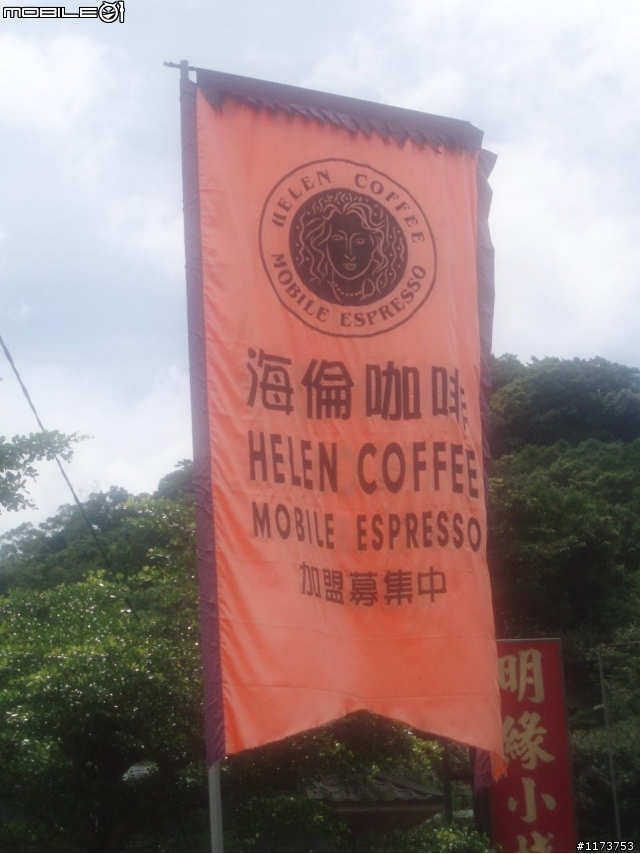 MOBILE01
HELEN COFFEE
MOBILE ESPRESSO
海倫咖啡
HELEN COFFEE
MOBILE ESPRESSO
加盟募集中
明緣小
#1173753